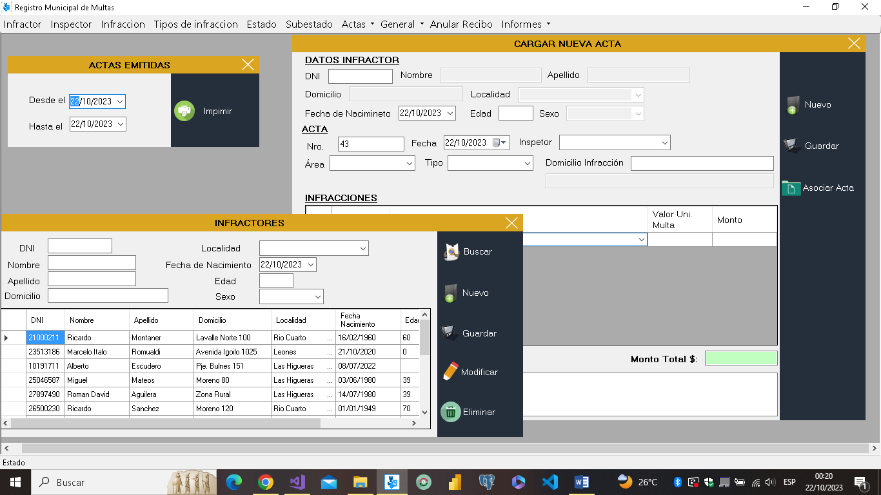 Registro Municipal de Multas
Infractor Inspector Infraccion Tipos de infraccion Estado Subestado Actas General Anular Recibo Informes
ACTAS EMITIDAS
Desde el 22/10/2023
Hasta el 22/10/2023
Impimir
CARGAR NUEVA ACTA
DATOS INFRACTOR
DNI Nombre Apellido
Domicilio Localidad
Fecha de Nacimineto 22/10/2023 Edad Sexo
ACTA
Nro. 43 Fecha 22/10/2023 Inspetor
Área Tipo Domicilio Infracción
INFRACCIONES
Valor Uni. Multa Monto
Monto Total $:
Nuevo
Guardar
Asociar Acta
INFRACTORES
DNI Localidad
Nombre Fecha de Nacimiento 22/10/2023
Apellido Edad
Domicilio Sexo
Buscar
Nuevo
Guardar
Modificar
Eliminar
DNI Nombre Apellido Domicilio Localidad Fecha Nacimiento Edad
21000211 Ricardo Montaner Lavalle Norte 100 Rio Cuarto ... 16/02/1960 60
23513186 Marcelo Italo Romualdi Avenida Igoilo 1025 Leones ... 21/10/2020 0
10191711 Alberto Escudero Pje. Bulnes 151 Las Higueras ... 08/07/2022
25046587 Miguel Mateos Moreno 80 Las Higueras ... 03/06/1980 39
27897490 Roman David Aguilera Zona Rural Las Higueras ... 14/07/1980 39
26500230 Ricardo Sanchez Moreno 120 Rio Cuarto ... 01/01/1949 70
Estado
Buscar
26°C
ESP
00:20
22/10/2023